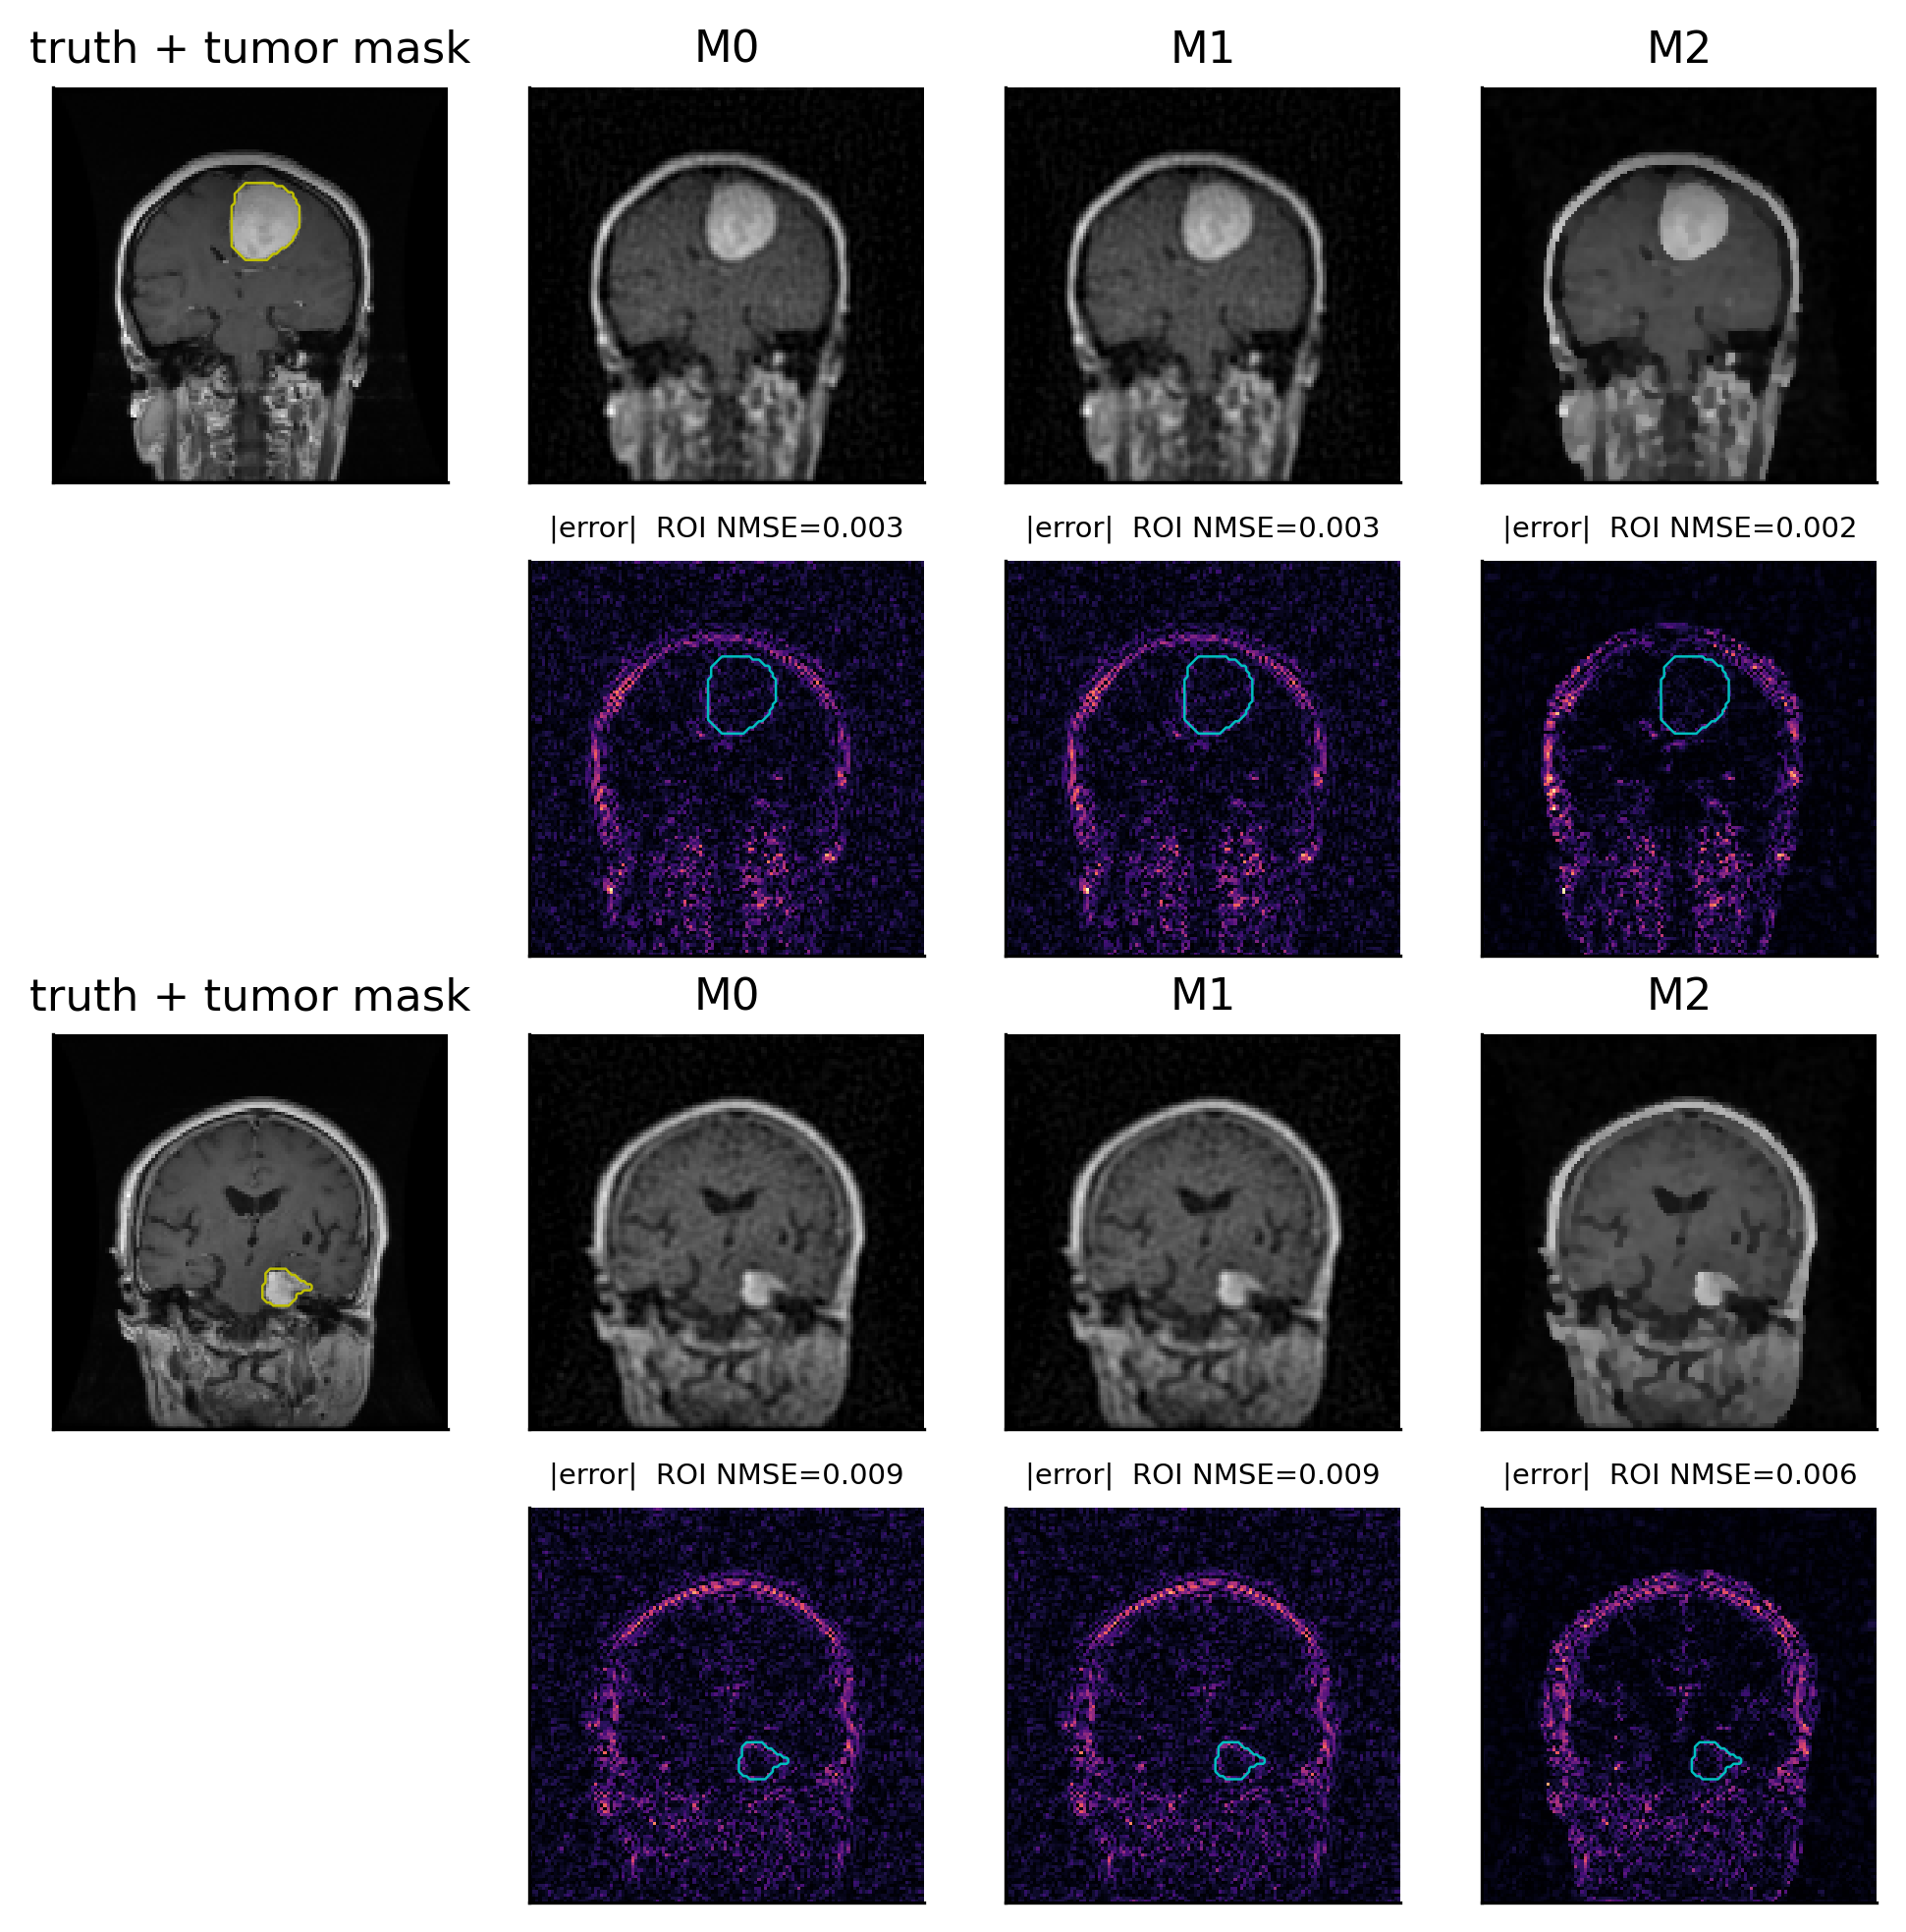 truth + tumor mask M0 M1 M2
|error| ROI NMSE=0.003 |error| ROI NMSE=0.003 |error| ROI NMSE=0.002
truth + tumor mask M0 M1 M2
|error| ROI NMSE=0.009 |error| ROI NMSE=0.009 |error| ROI NMSE=0.006